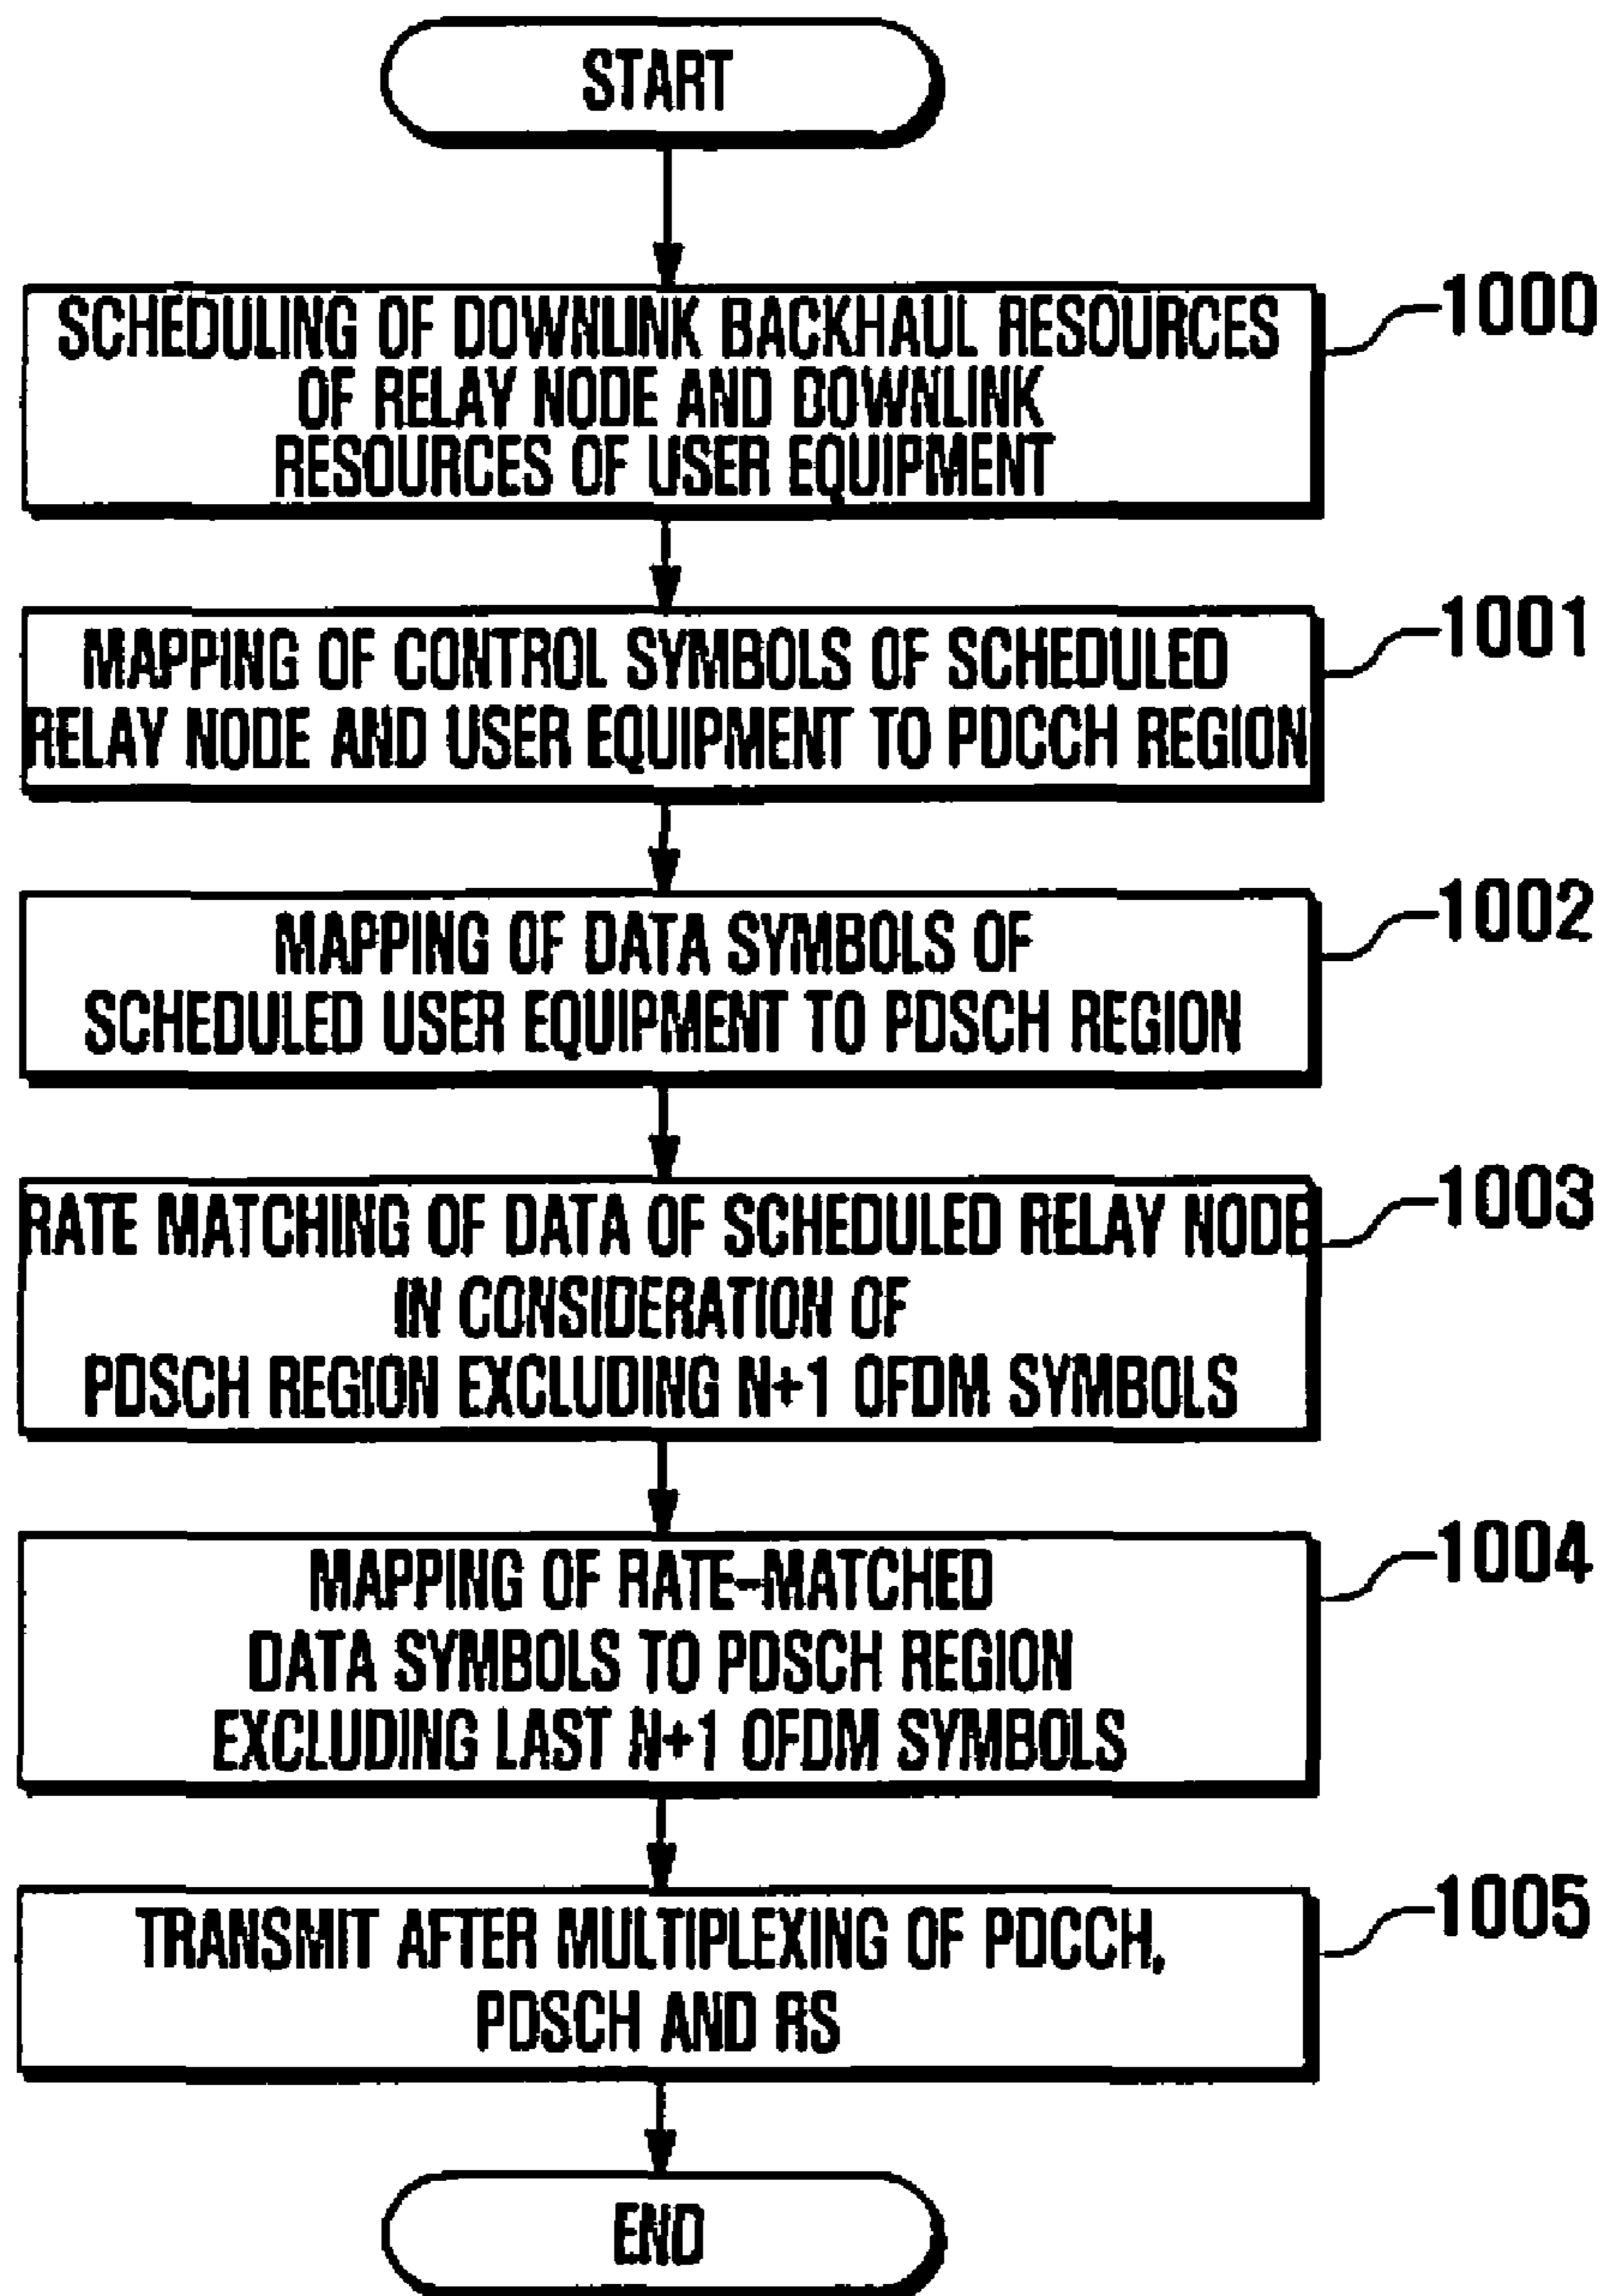 START
SCHEDULING OF DOWNLINK BACKHAUL RESOURCES
OF RELAY NODE AND DOWNLINK
RESOURCES OF USER EQUIPMENT
1000
MAPPING OF CONTROL SYMBOLS OF SCHEDULED
RELAY NODE AND USER EQUIPMENT TO PDCCH REGION
1001
MAPPING OF DATA SYMBOLS OF
SCHEDULED USER EQUIPMENT TO PDSCH REGION
1002
RATE MATCHING OF DATA OF SCHEDULED RELAY NODE
IN CONSIDERATION OF
PDSCH REGION EXCLUDING N+1 OFDM SYMBOLS
1003
MAPPING OF RATE-MATCHED
DATA SYMBOLS TO PDSCH REGION
EXCLUDING LAST N+1 OFDM SYMBOLS
1004
TRANSMIT AFTER MULTIPLEXING OF PDCCH,
PDSCH AND RS
1005
END